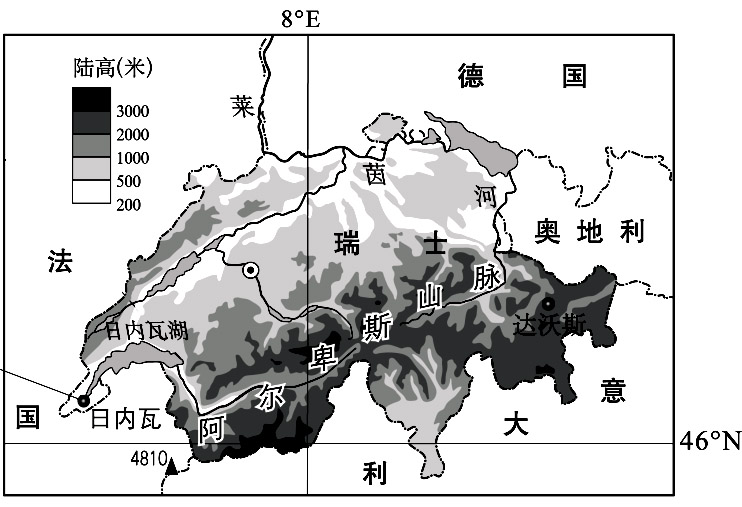 8°E
陆高(米)
3000
2000
1000
500
200
德 国
莱
茵
河
奥地利
法
瑞 士
日内瓦湖
阿尔卑斯山脉
达沃斯
国
日内瓦
意
大
利
46°N
4810